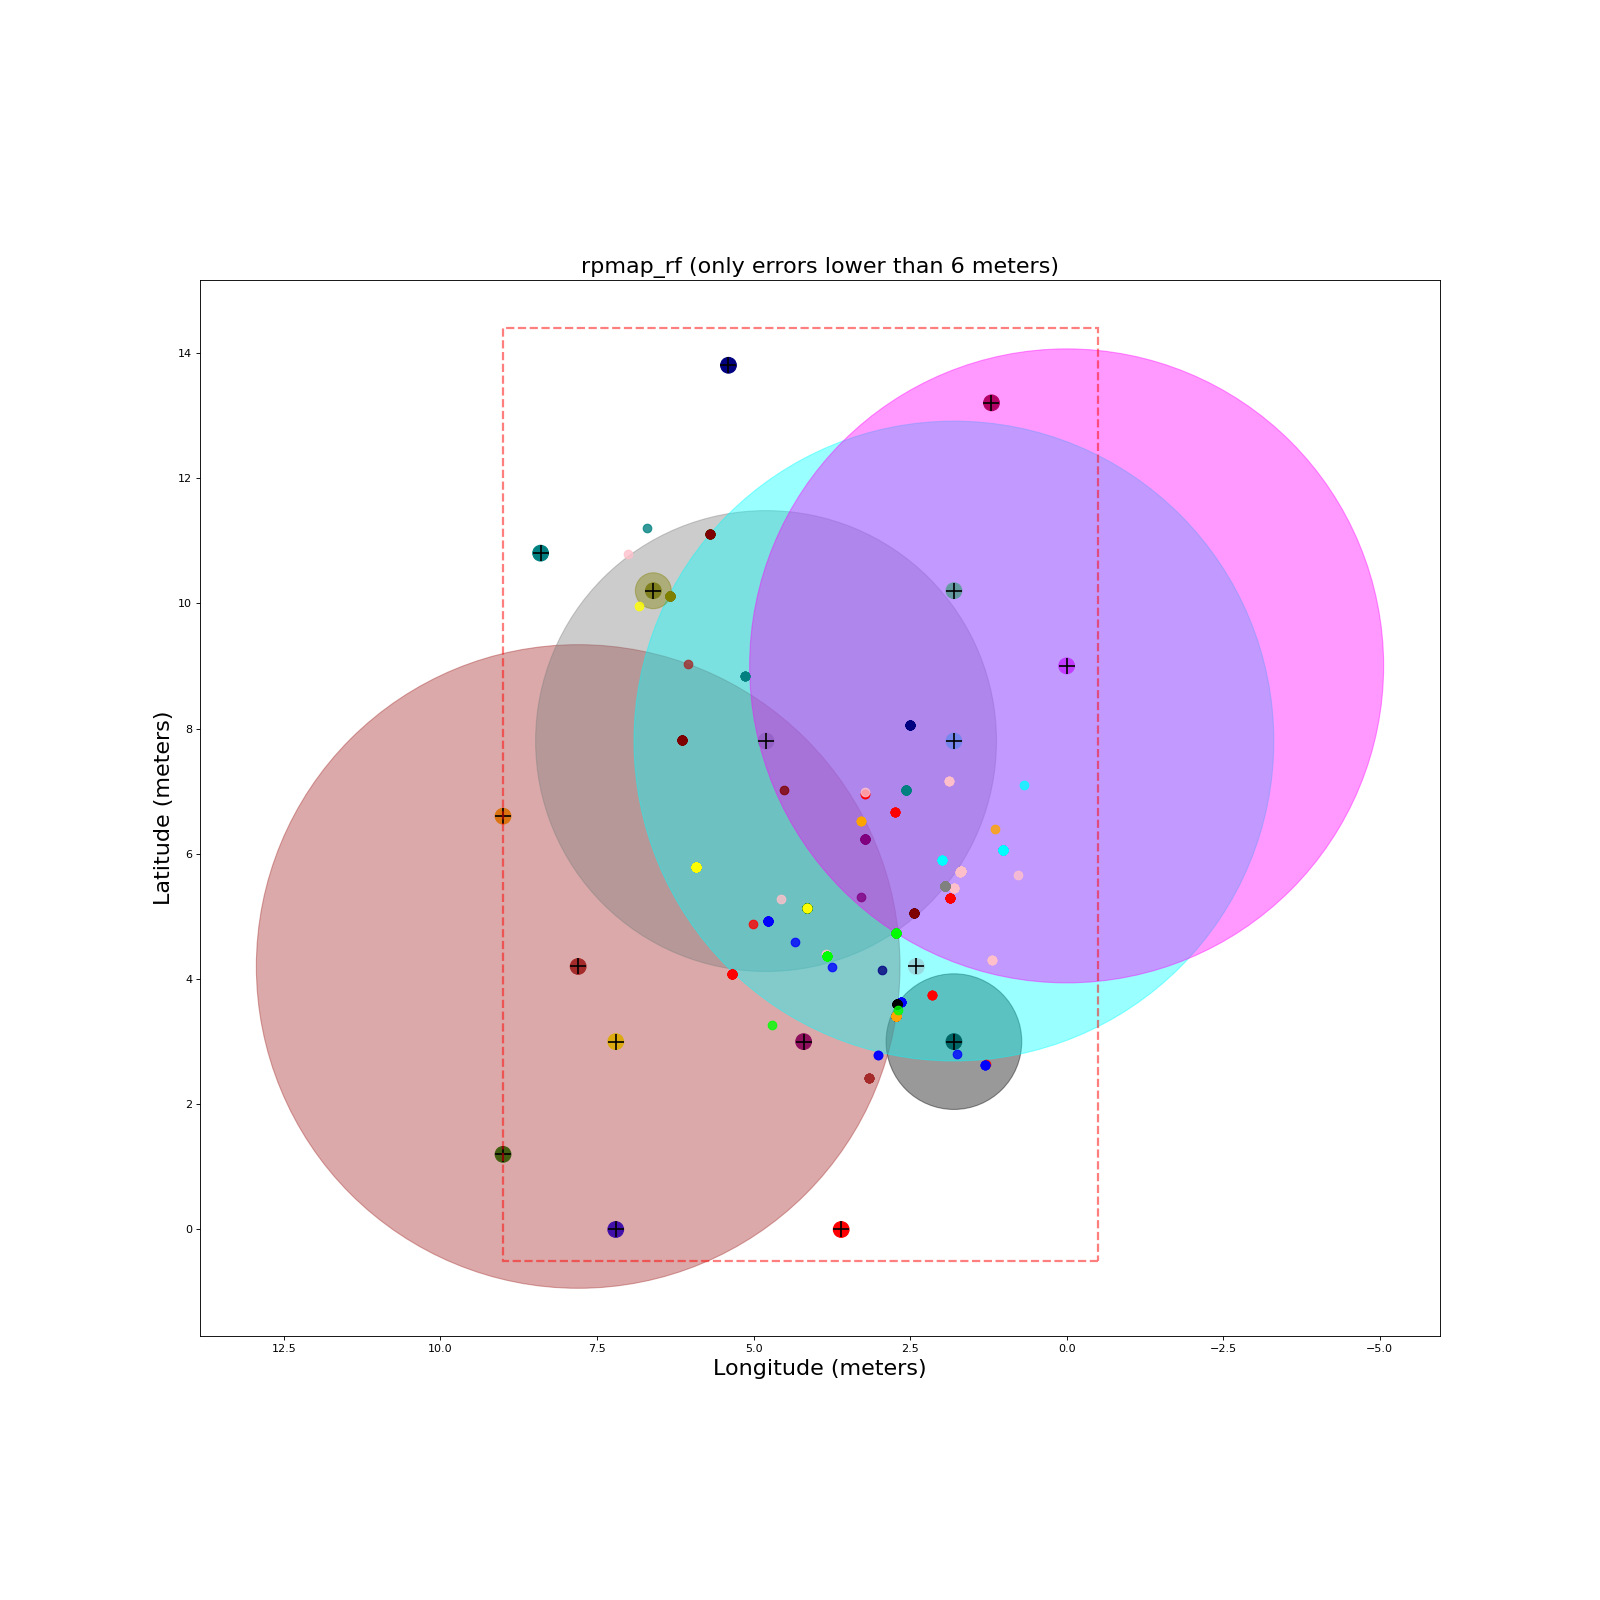 rpmap_rf (only errors lower than 6 meters)
14
12
10
8
6
4
2
0
Latitude (meters)
12.5 10.0 7.5 5.0 2.5 0.0 −2.5 −5.0
Longitude (meters)